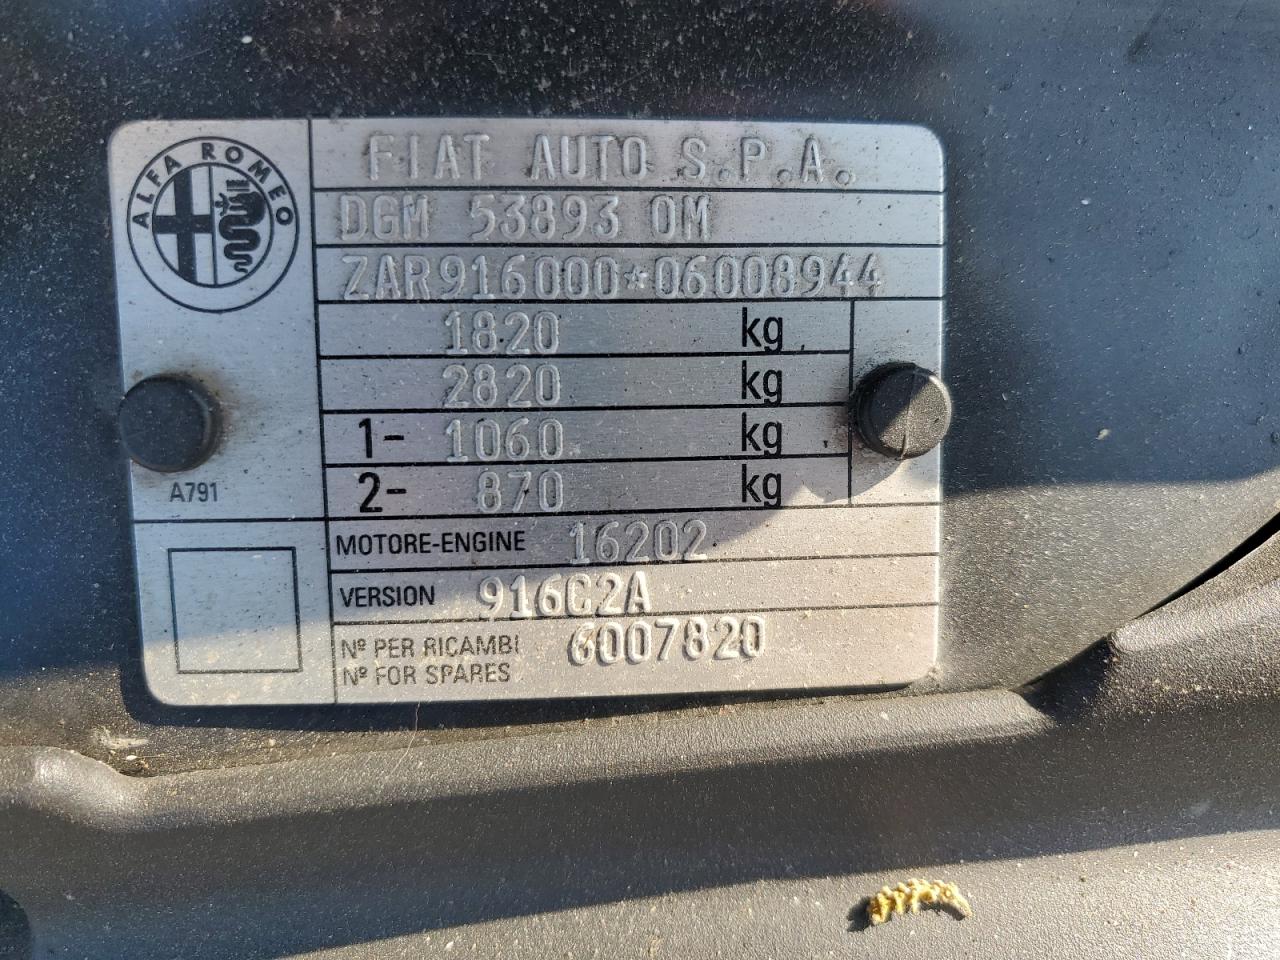 ALFA ROMEO
FIAT AUTO S.P.A.
DGM 53893 OM
ZAR916000*06008944
1820 kg
2820 kg
1- 1060 kg
2- 870 kg
A791
MOTORE-ENGINE 16202
VERSION 916C2A
Nº PER RICAMBI 6007820
Nº FOR SPARES